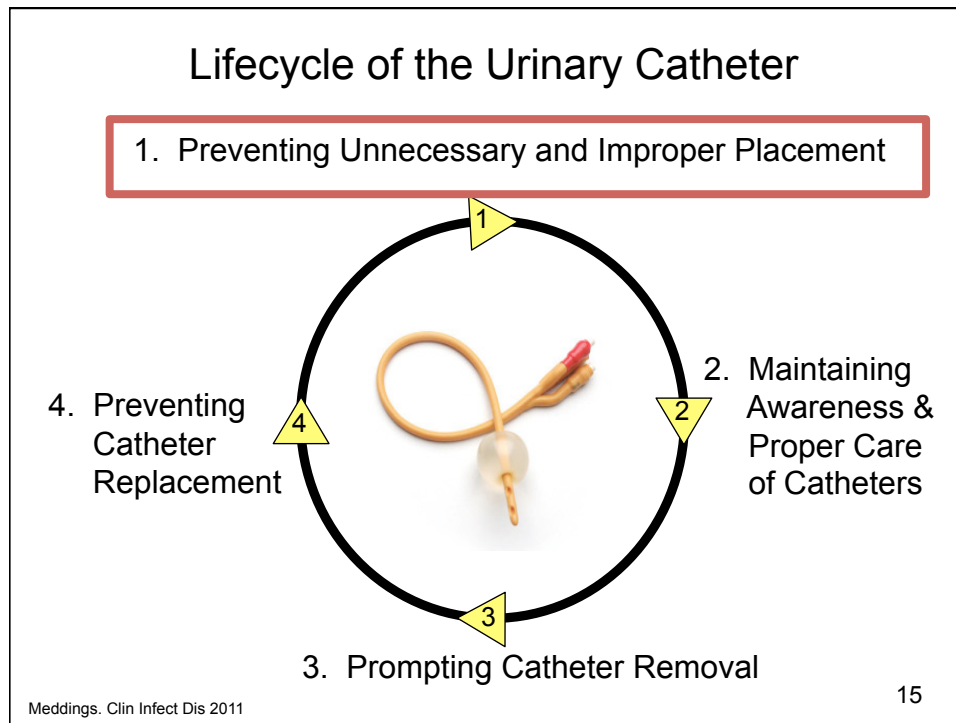 Lifecycle of the Urinary Catheter
1. Preventing Unnecessary and Improper Placement
1
2. Maintaining
Awareness &
Proper Care
of Catheters
2
3
3. Prompting Catheter Removal
4. Preventing
Catheter
Replacement
4
Meddings. Clin Infect Dis 2011
15